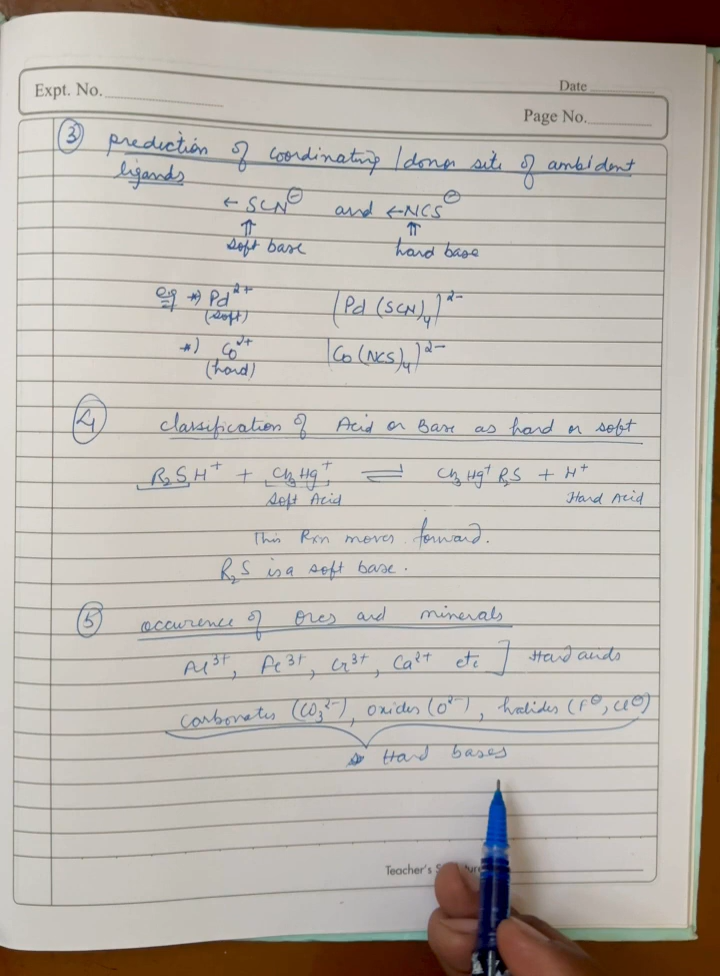 Expt. No.
Date
Page No.
③ prediction of coordinating / donor site of ambident
ligands
← SCN⊖ and ←NCS⊖
⇑ ⇑
soft base hard base
eg *) Pd²⁺ [Pd (SCN)₄]²⁻
(soft)
*) Co²⁺ [Co (NCS)₄]²⁻
(hard)
④ classification of Acid or Base as hard or soft
R₂SH⁺ + CH₃Hg⁺ ⇌ CH₃Hg⁺R₂S + H⁺
Soft Acid Hard Acid
This Rxn moves forward.
R₂S is a soft base.
⑤ occurence of ores and minerals
Al³⁺, Fe³⁺, Cr³⁺, Ca²⁺ etc ] Hard acids
carbonates (CO₃²⁻), oxides (O²⁻), halides (F⊖, Cl⊖)
Hard bases
Teacher's